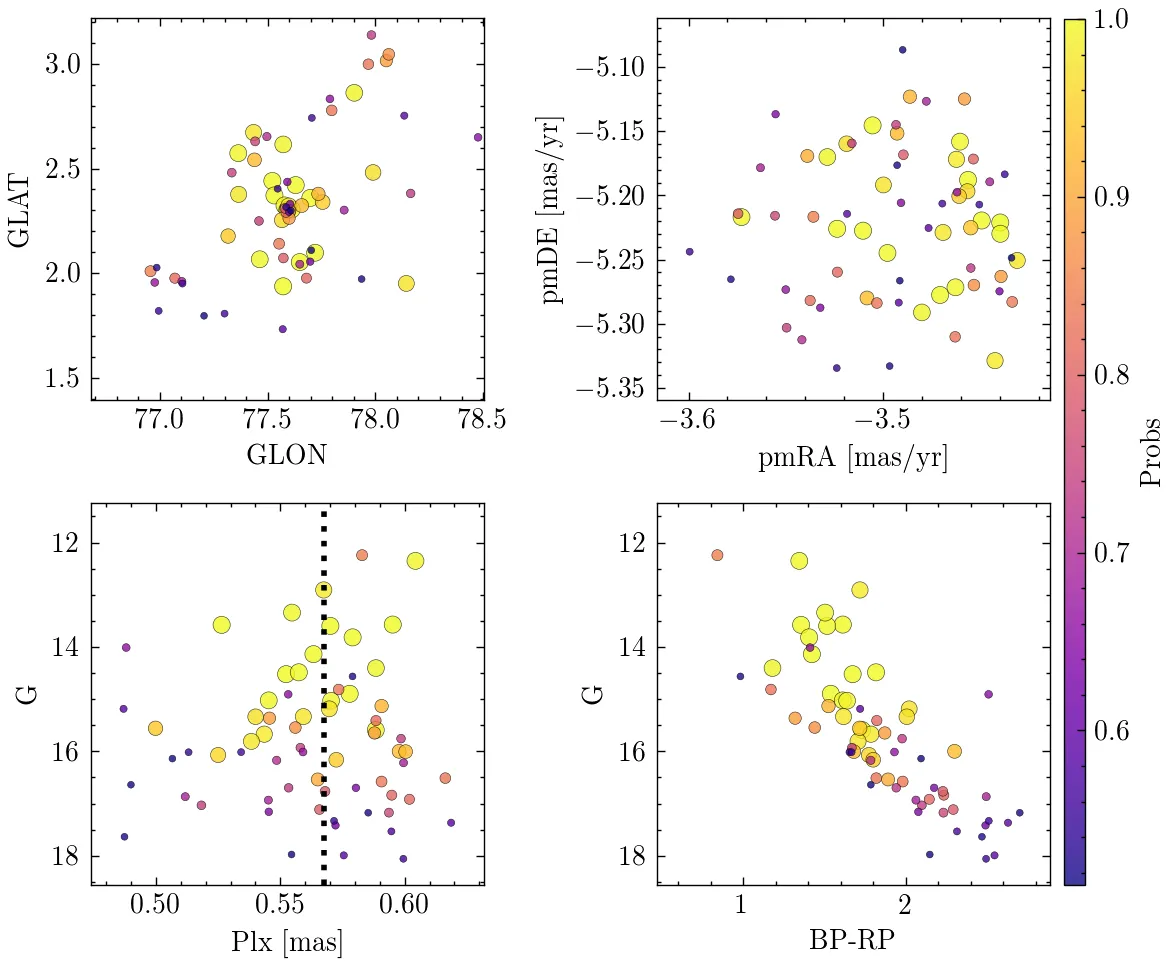 3.0
2.5
2.0
1.5
GLAT
77.0 77.5 78.0 78.5
GLON
−5.10
−5.15
−5.20
−5.25
−5.30
−5.35
pmDE [mas/yr]
−3.6 −3.5
pmRA [mas/yr]
1.0
0.9
0.8
0.7
0.6
Probs
12
14
16
18
G
0.50 0.55 0.60
Plx [mas]
12
14
16
18
G
1 2
BP-RP